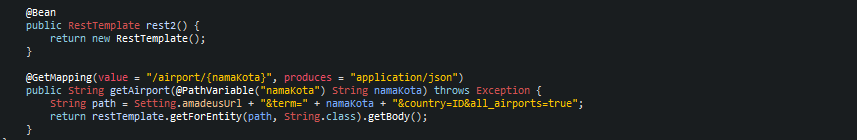 @Bean
public RestTemplate rest2() {
return new RestTemplate();
}
@GetMapping(value = "/airport/{namaKota}", produces = "application/json")
public String getAirport(@PathVariable("namaKota") String namaKota) throws Exception {
String path = Setting.amadeusUrl + "&term=" + namaKota + "&country=ID&all_airports=true";
return restTemplate.getForEntity(path, String.class).getBody();
}